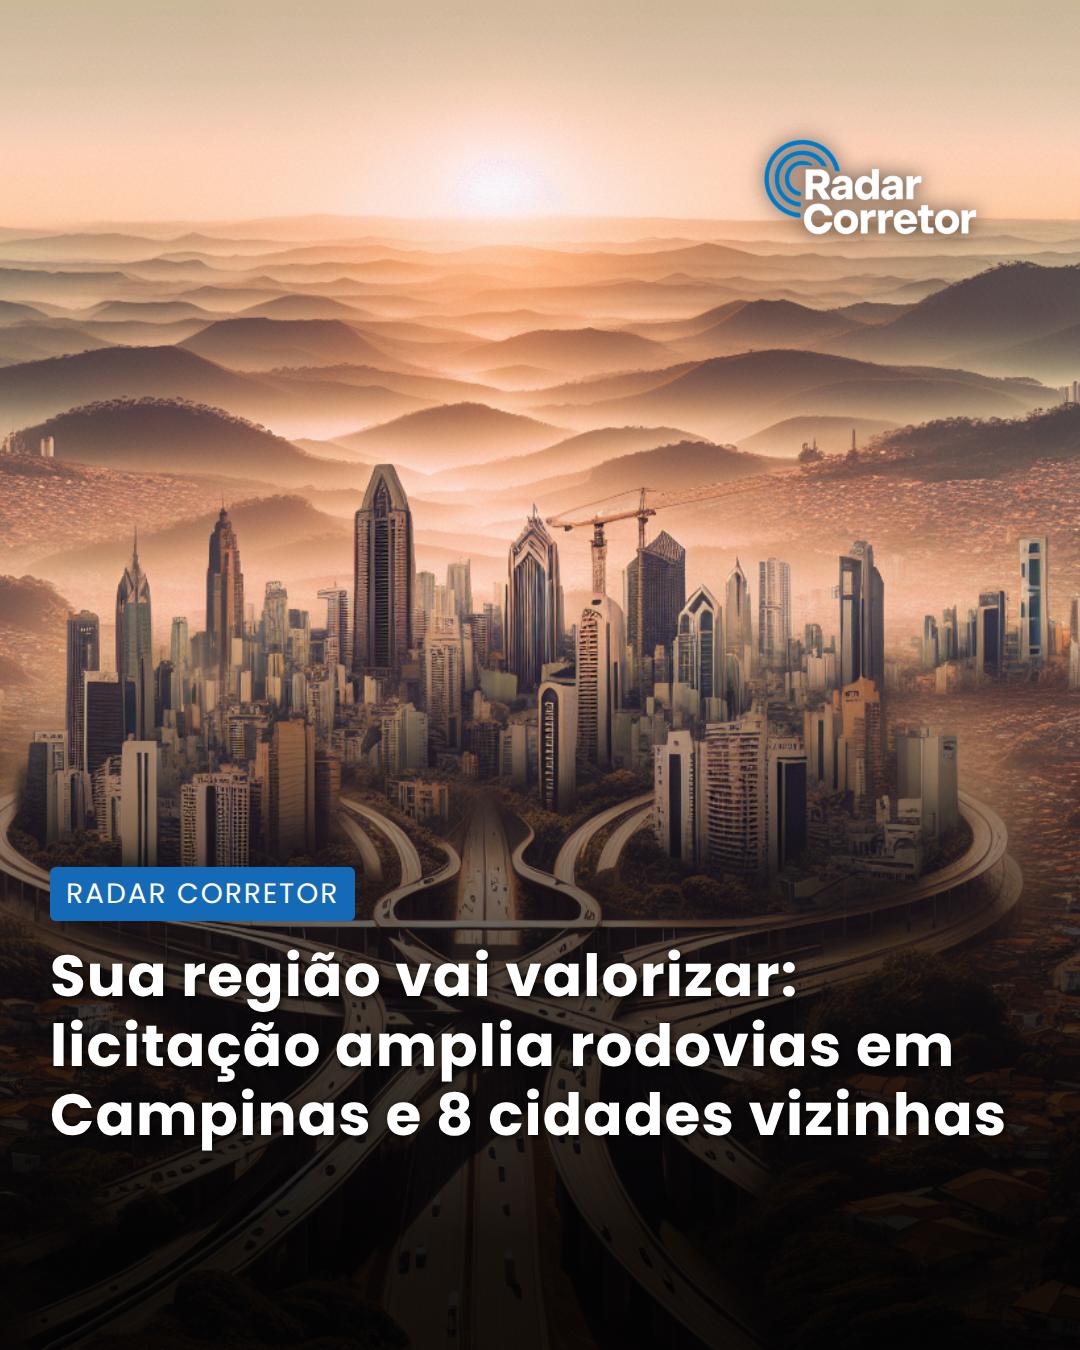 Radar
Corretor
RADAR CORRETOR
Sua região vai valorizar:
licitação amplia rodovias em
Campinas e 8 cidades vizinhas